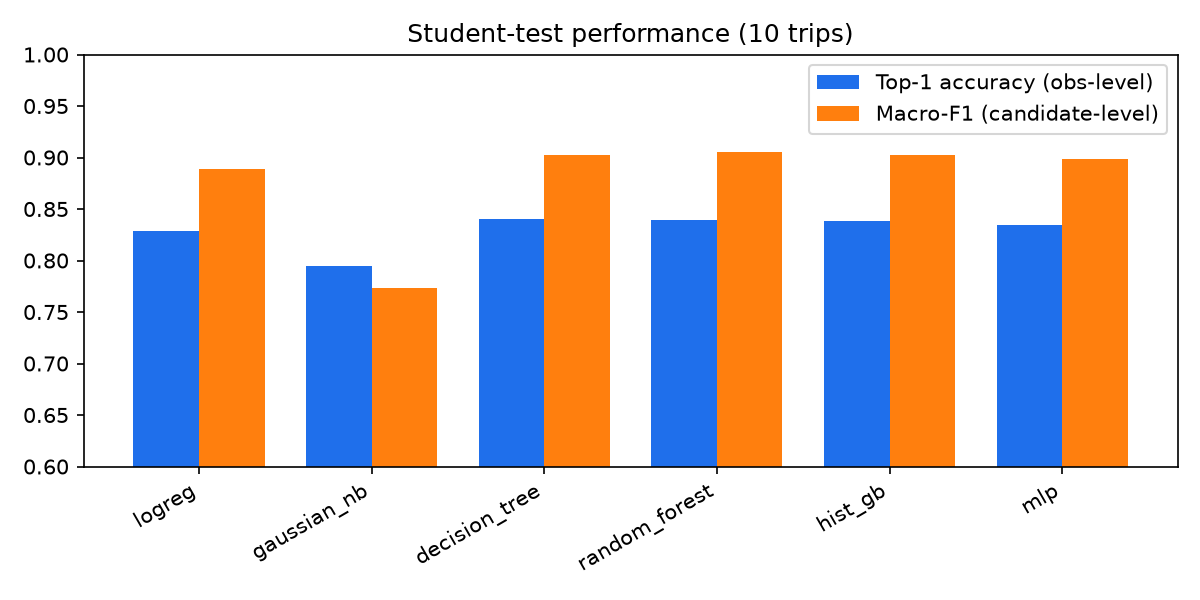 Student-test performance (10 trips)
1.00
0.95
0.90
0.85
0.80
0.75
0.70
0.65
0.60
Top-1 accuracy (obs-level)
Macro-F1 (candidate-level)
logreg
gaussian_nb
decision_tree
random_forest
hist_gb
mlp